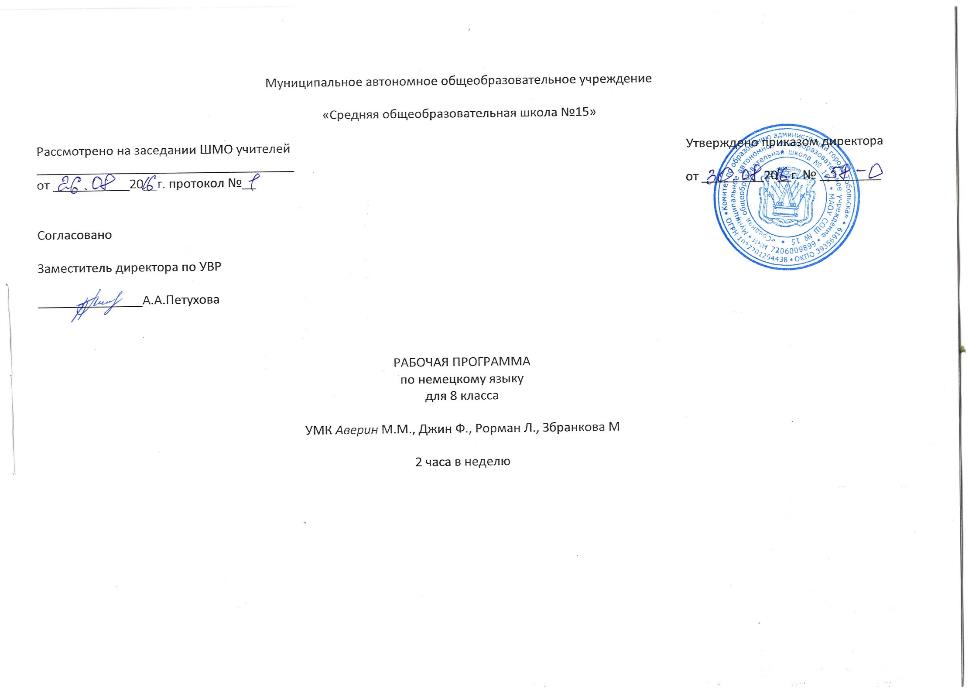 Муниципальное автономное общеобразовательное учреждение
«Средняя общеобразовательная школа №15»
Рассмотрено на заседании ШМО учителей
от 26.08 2016 г. протокол № 1
Согласовано
Заместитель директора по УВР
А.А.Петухова
Утверждено приказом директора
от 08 2016 г. № 58-О
РАБОЧАЯ ПРОГРАММА
по немецкому языку
для 8 класса
УМК Аверин М.М., Джин Ф., Рорман Л., Збранкова М
2 часа в неделю